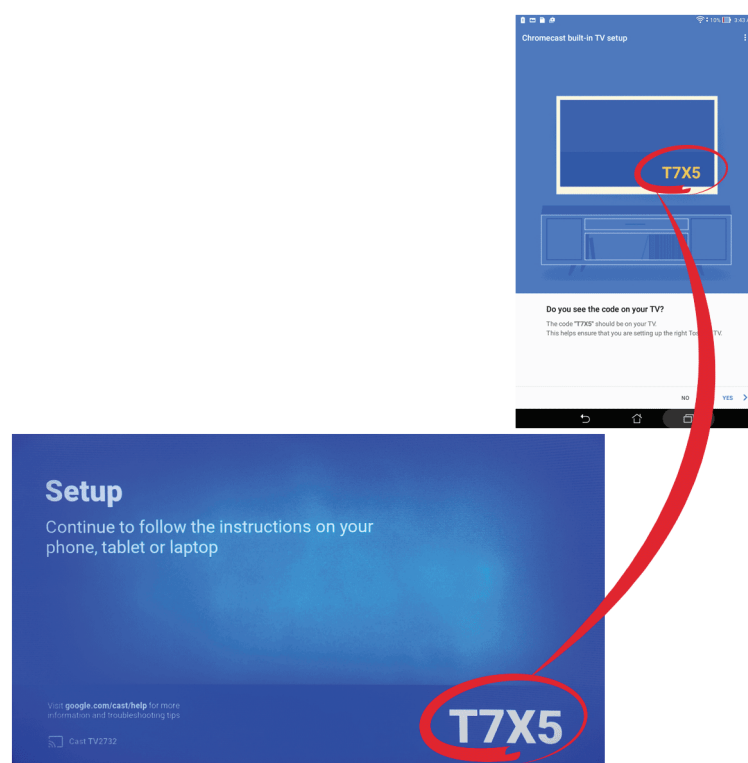 10% 3:43
Chromecast built-in TV setup
T7X5
Do you see the code on your TV?
The code "T7X5" should be on your TV.
This helps ensure that you are setting up the right TV.
NO YES
Setup
Continue to follow the instructions on your
phone, tablet or laptop
Visit google.com/cast/help for more
information and troubleshooting tips
Cast TV2732
T7X5